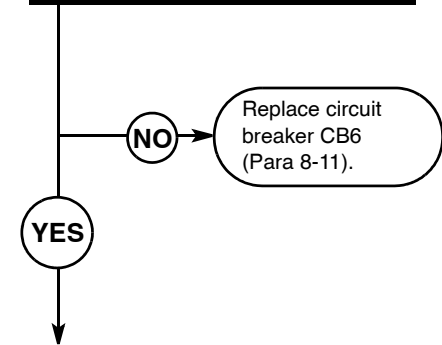 NO
Replace circuit
breaker CB6
(Para 8-11).
YES